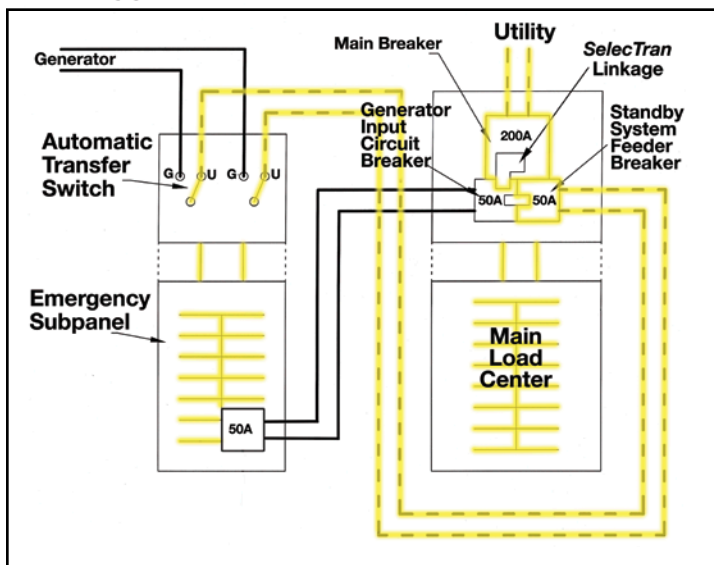 Utility
Main Breaker
SelecTran
Linkage
Generator
Generator
Input
Circuit
Breaker
Standby
System
Feeder
Breaker
200A
Automatic
Transfer
Switch
G U G U
50A 50A
Emergency
Subpanel
Main
Load
Center
50A